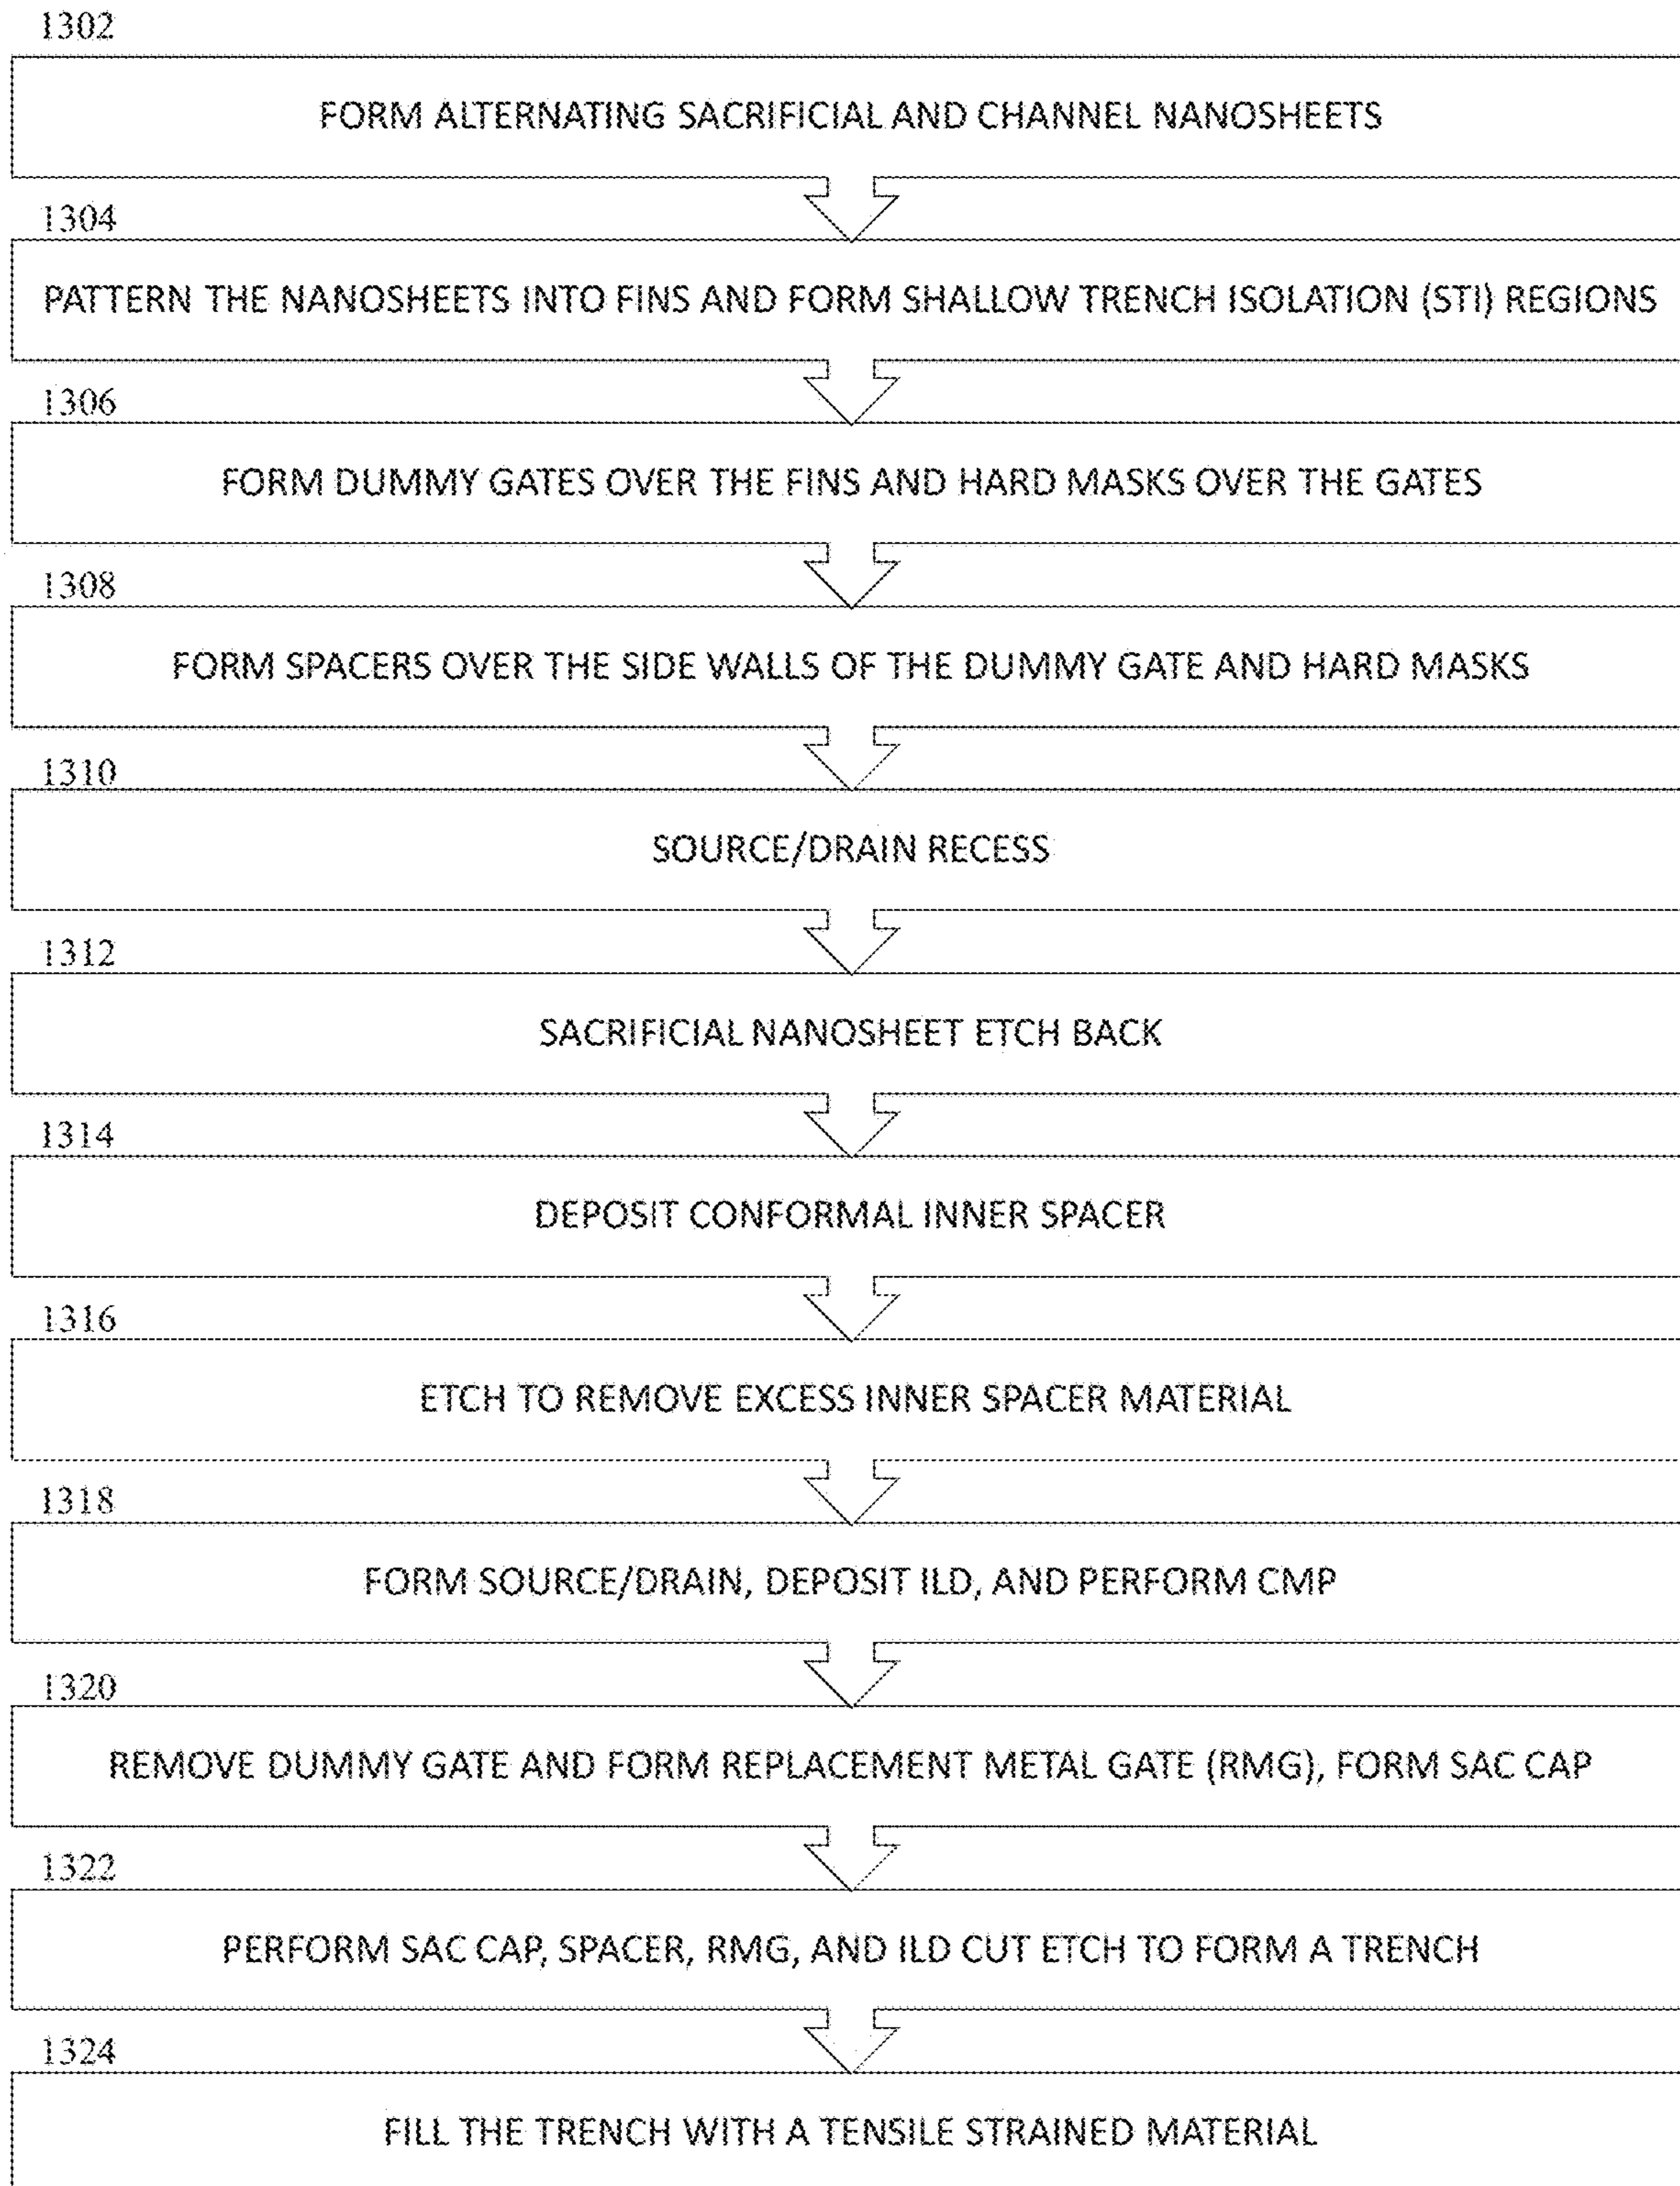 1302
FORM ALTERNATING SACRIFICIAL AND CHANNEL NANOSHEETS
1304
PATTERN THE NANOSHEETS INTO FINS AND FORM SHALLOW TRENCH ISOLATION (STI) REGIONS
1306
FORM DUMMY GATES OVER THE FINS AND HARD MASKS OVER THE GATES
1308
FORM SPACERS OVER THE SIDE WALLS OF THE DUMMY GATE AND HARD MASKS
1310
SOURCE/DRAIN RECESS
1312
SACRIFICIAL NANOSHEET ETCH BACK
1314
DEPOSIT CONFORMAL INNER SPACER
1316
ETCH TO REMOVE EXCESS INNER SPACER MATERIAL
1318
FORM SOURCE/DRAIN, DEPOSIT ILD, AND PERFORM CMP
1320
REMOVE DUMMY GATE AND FORM REPLACEMENT METAL GATE (RMG), FORM SAC CAP
1322
PERFORM SAC CAP, SPACER, RMG, AND ILD CUT ETCH TO FORM A TRENCH
1324
FILL THE TRENCH WITH A TENSILE STRAINED MATERIAL